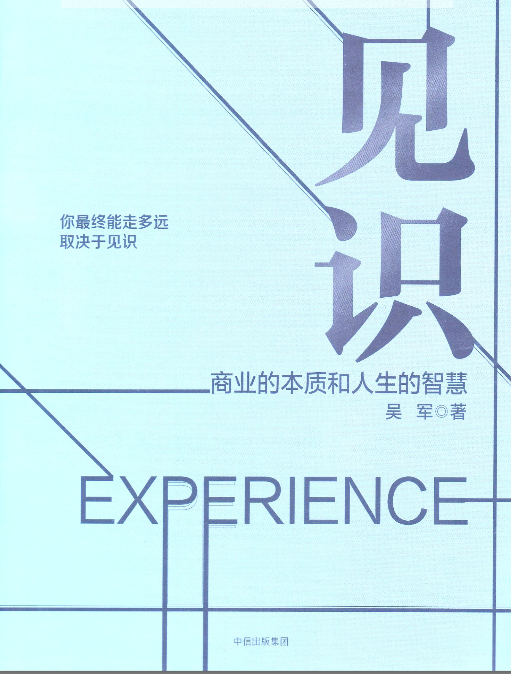 见识
你最终能走多远
取决于见识
商业的本质和人生的智慧
吴 军◎著
EXPERIENCE
中信出版集团